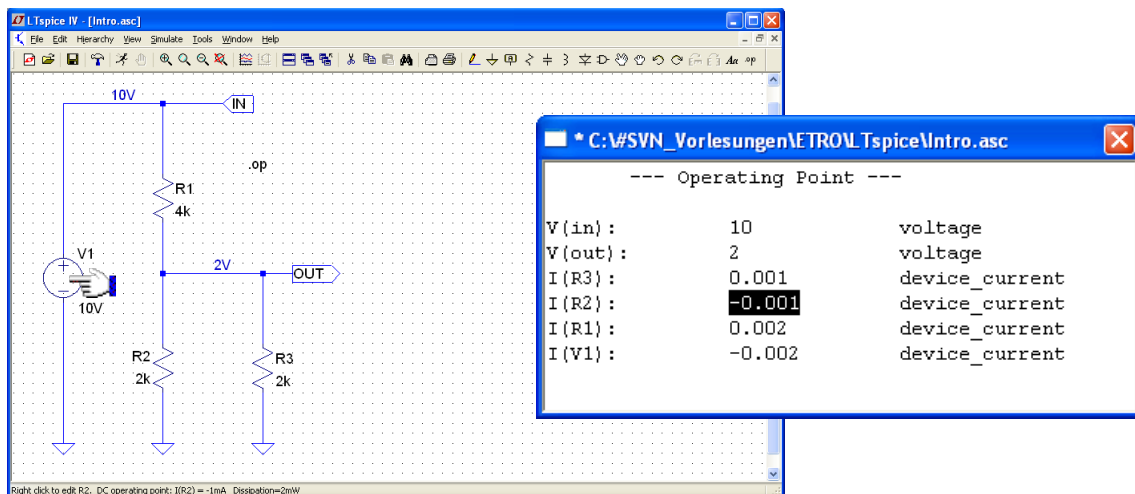 LTspice IV - [Intro.asc]
File Edit Hierarchy View Simulate Tools Window Help
Aa .op
10V
IN
.op
R1
4k
V1
10V
2V
OUT
R2
2k
R3
2k
Right click to edit R2. DC operating point: I(R2) = -1mA Dissipation=2mW
* C:\#SVN_Vorlesungen\ETRO\LTspice\Intro.asc
--- Operating Point ---
V(in): 10 voltage
V(out): 2 voltage
I(R3): 0.001 device_current
I(R2): -0.001 device_current
I(R1): 0.002 device_current
I(V1): -0.002 device_current